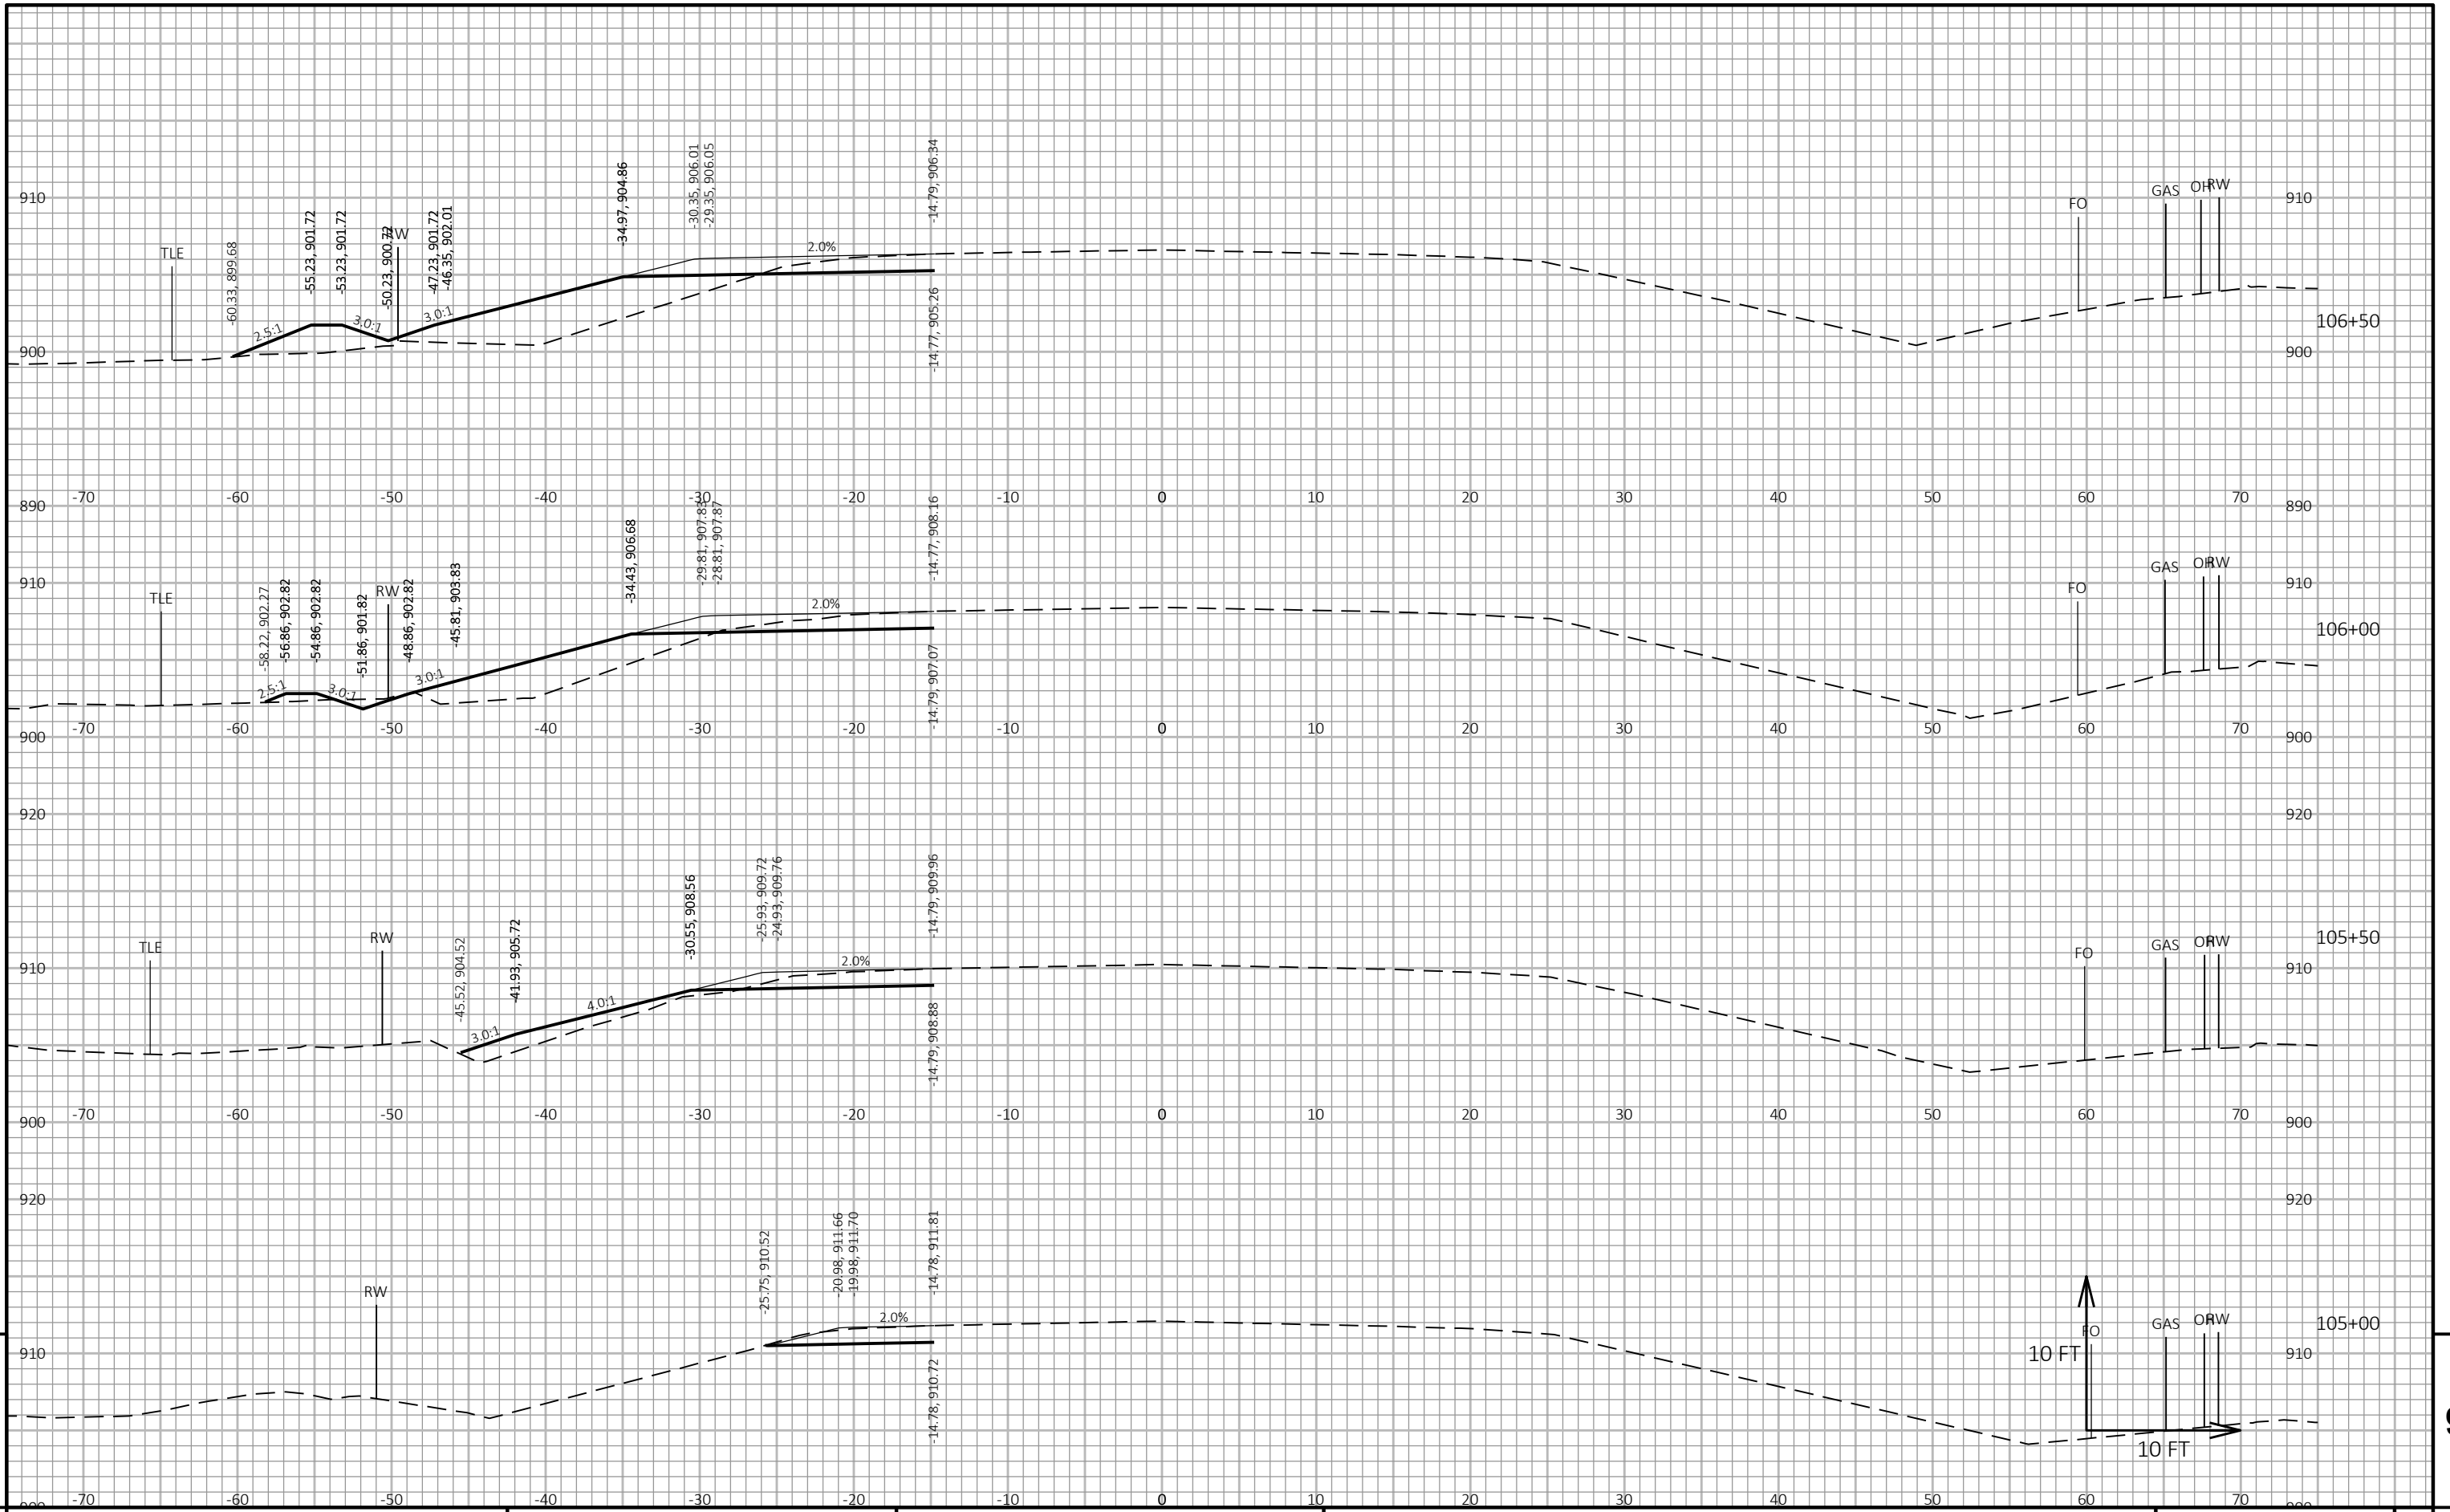 -14.79, 906.34
-30.35, 906.01
-29.35, 906.05
-34.97, 904.86
910
GAS
OH
RW
910
FO
-55.23, 901.72
-53.23, 901.72
-50.23, 900.72
RW
-47.23, 901.72
-46.35, 902.01
-60.33, 899.68
TLE
2.0%
2.5:1
3.0:1
3.0:1
-14.77, 905.26
106+50
900
900
-70 -60 -50 -40 -30 -20 -10 0 10 20 30 40 50 60 70
890
890
-14.77, 908.16
-29.81, 907.83
-28.81, 907.87
-34.43, 906.68
910
GAS
OH
RW
910
-45.81, 903.83
-58.22, 902.27
-56.86, 902.82
-54.86, 902.82
-51.86, 901.82
RW
-48.86, 902.82
TLE
FO
2.0%
106+00
2.5:1
3.0:1
3.0:1
-14.79, 907.07
-70 -60 -50 -40 -30 -20 -10 0 10 20 30 40 50 60 70
900
900
920
920
-14.79, 909.96
-25.93, 909.72
-24.93, 909.76
-30.55, 908.56
-41.93, 905.72
-45.52, 904.52
TLE
RW
105+50
FO
GAS
OH
RW
910
2.0%
910
4.0:1
3.0:1
-14.79, 908.88
-70 -60 -50 -40 -30 -20 -10 0 10 20 30 40 50 60 70
900
900
920
920
-14.78, 911.81
-20.98, 911.66
-19.98, 911.70
-25.75, 910.52
RW
2.0%
105+00
FO
GAS
OH
RW
910
10 FT
910
-14.78, 910.72
10 FT
-70 -60 -50 -40 -30 -20 -10 0 10 20 30 40 50 60 70